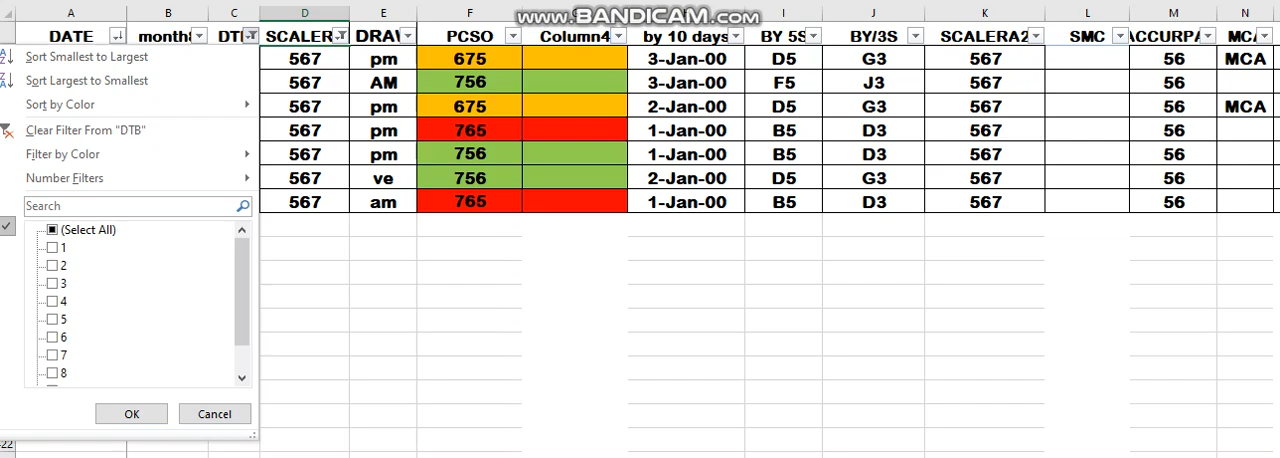 www.BANDICAM.com
A B C D E F G H I J K L M N
DATE month DTI SCALER DRAW PCSO Column4 by 10 days BY 5S BY/3S SCALERA2 SMC ACCURPA MCA
567 pm 675 3-Jan-00 D5 G3 567 56 MCA
567 AM 756 3-Jan-00 F5 J3 567 56
567 pm 675 2-Jan-00 D5 G3 567 56 MCA
567 pm 765 1-Jan-00 B5 D3 567 56
567 pm 756 1-Jan-00 B5 D3 567 56
567 ve 756 2-Jan-00 D5 G3 567 56
567 am 765 1-Jan-00 B5 D3 567 56
Sort Smallest to Largest
Sort Largest to Smallest
Sort by Color
Clear Filter From "DTB"
Filter by Color
Number Filters
Search
(Select All)
1
2
3
4
5
6
7
8
OK Cancel